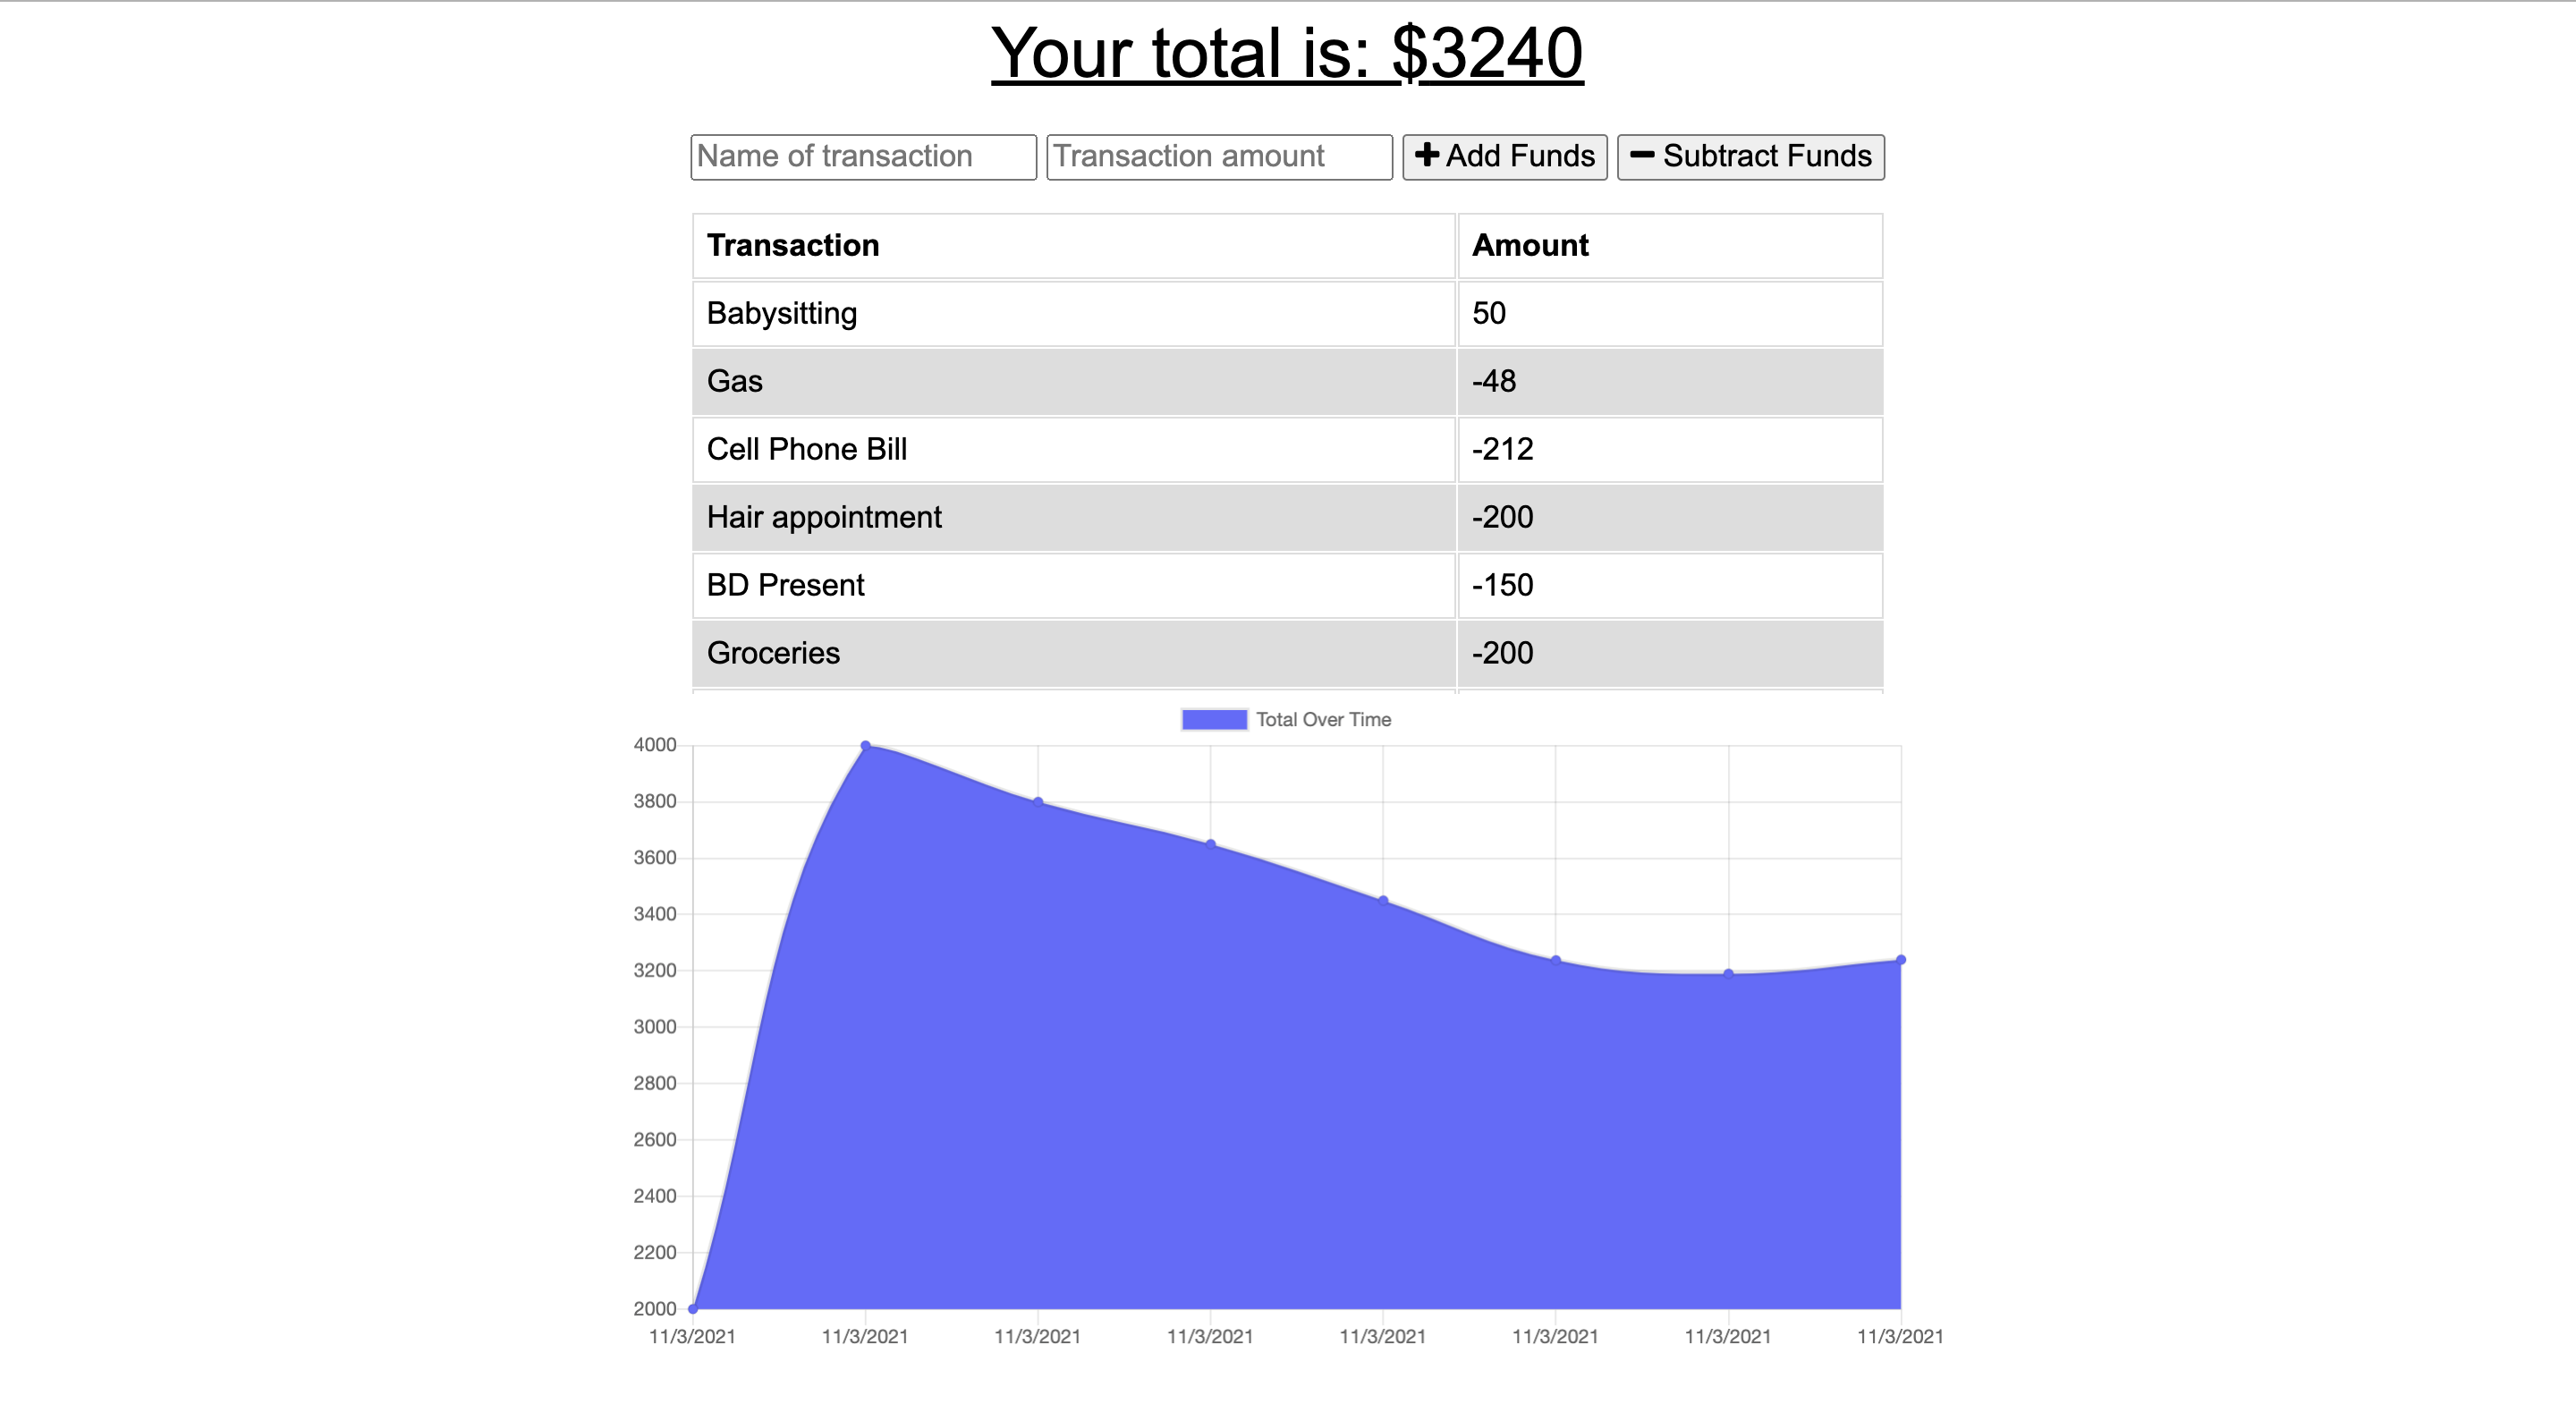 Your total is: $3240
Name of transaction Transaction amount Add Funds Subtract Funds
Transaction Amount
Babysitting 50
Gas -48
Cell Phone Bill -212
Hair appointment -200
BD Present -150
Groceries -200
Total Over Time
4000
3800
3600
3400
3200
3000
2800
2600
2400
2200
2000
11/3/2021 11/3/2021 11/3/2021 11/3/2021 11/3/2021 11/3/2021 11/3/2021 11/3/2021